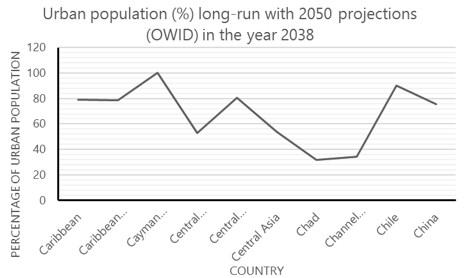 Urban population (%) long-run with 2050 projections
(OWID) in the year 2038
PERCENTAGE OF URBAN POPULATION
120
100
80
60
40
20
0
Caribbean
Caribbean...
Cayman...
Central...
Central...
Central Asia
Chad
Channel...
Chile
China
COUNTRY